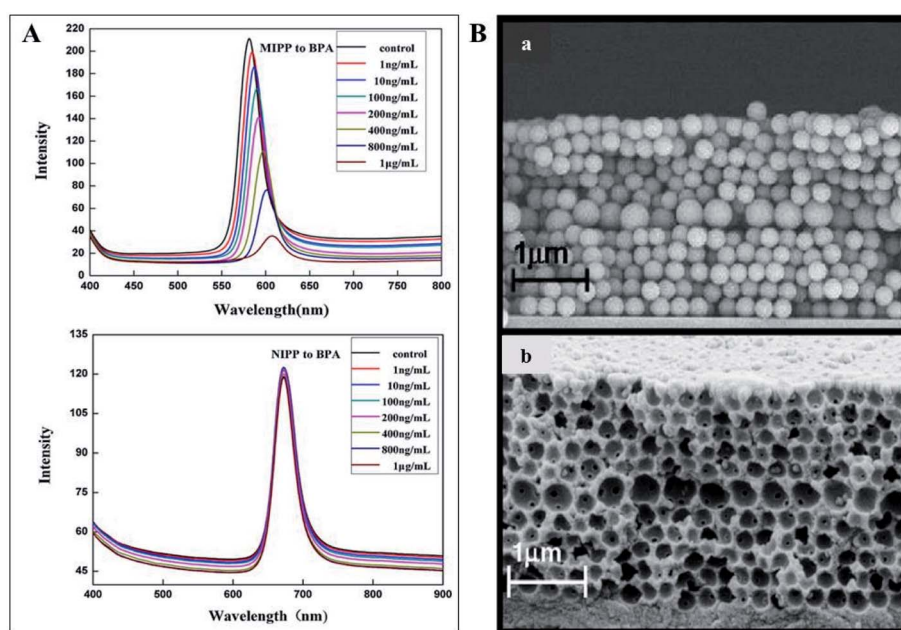 A
MIPP to BPA
control
1ng/mL
10ng/mL
100ng/mL
200ng/mL
400ng/mL
800ng/mL
1μg/mL
220
200
180
160
140
120
100
80
60
40
20
0
Intensity
400 450 500 550 600 650 700 750 800
Wavelength(nm)
NIPP to BPA
control
1ng/mL
10ng/mL
100ng/mL
200ng/mL
400ng/mL
800ng/mL
1μg/mL
135
120
105
90
75
60
45
Intensity
400 500 600 700 800 900
Wavelength (nm)
B
a
1μm
b
1μm